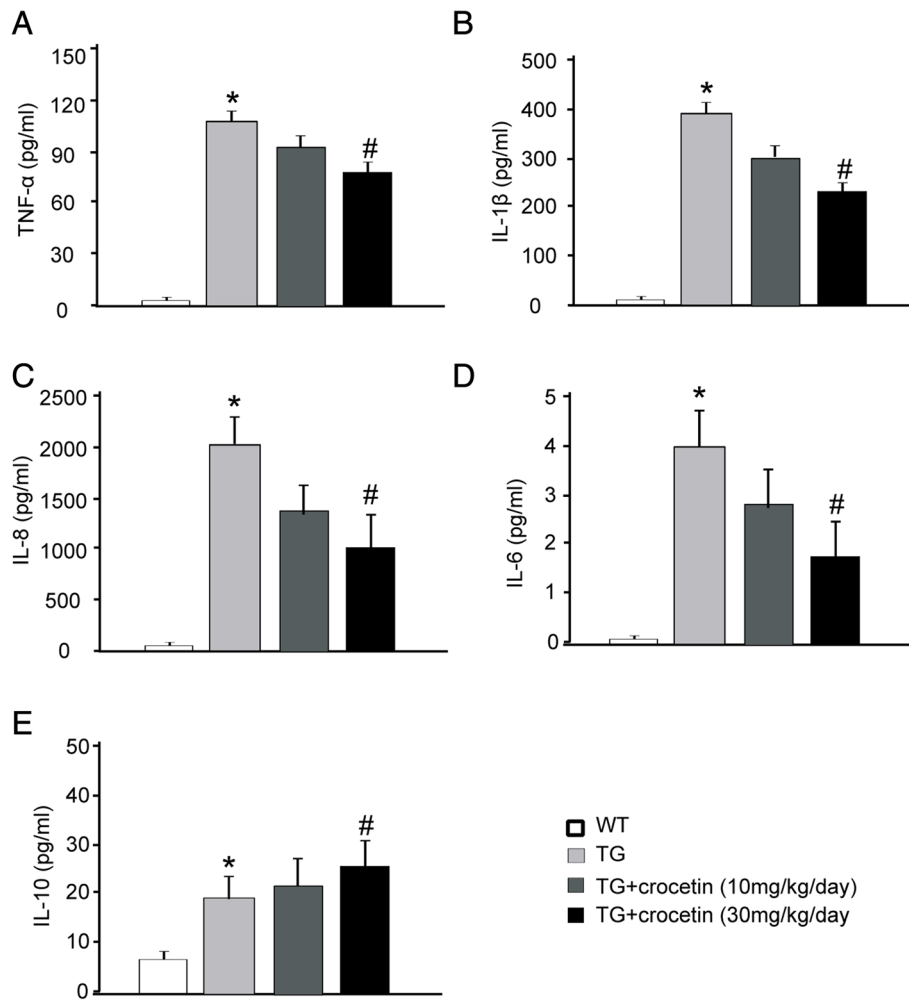 A
TNF-α (pg/ml)
150
120
90
60
30
0
*
#
B
IL-1β (pg/ml)
500
400
300
200
100
0
*
#
C
IL-8 (pg/ml)
2500
2000
1500
1000
500
0
*
#
D
IL-6 (pg/ml)
5
4
3
2
1
0
*
#
E
IL-10 (pg/ml)
50
40
30
20
10
0
*
#
WT
TG
TG+crocetin (10mg/kg/day)
TG+crocetin (30mg/kg/day